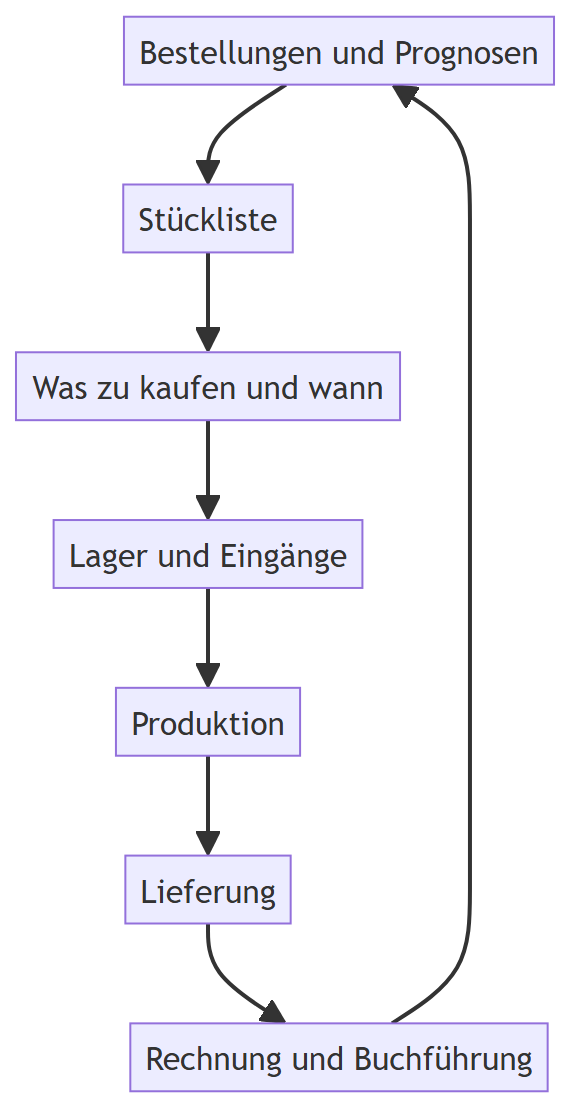 Bestellungen und Prognosen
Stückliste
Was zu kaufen und wann
Lager und Eingänge
Produktion
Lieferung
Rechnung und Buchführung